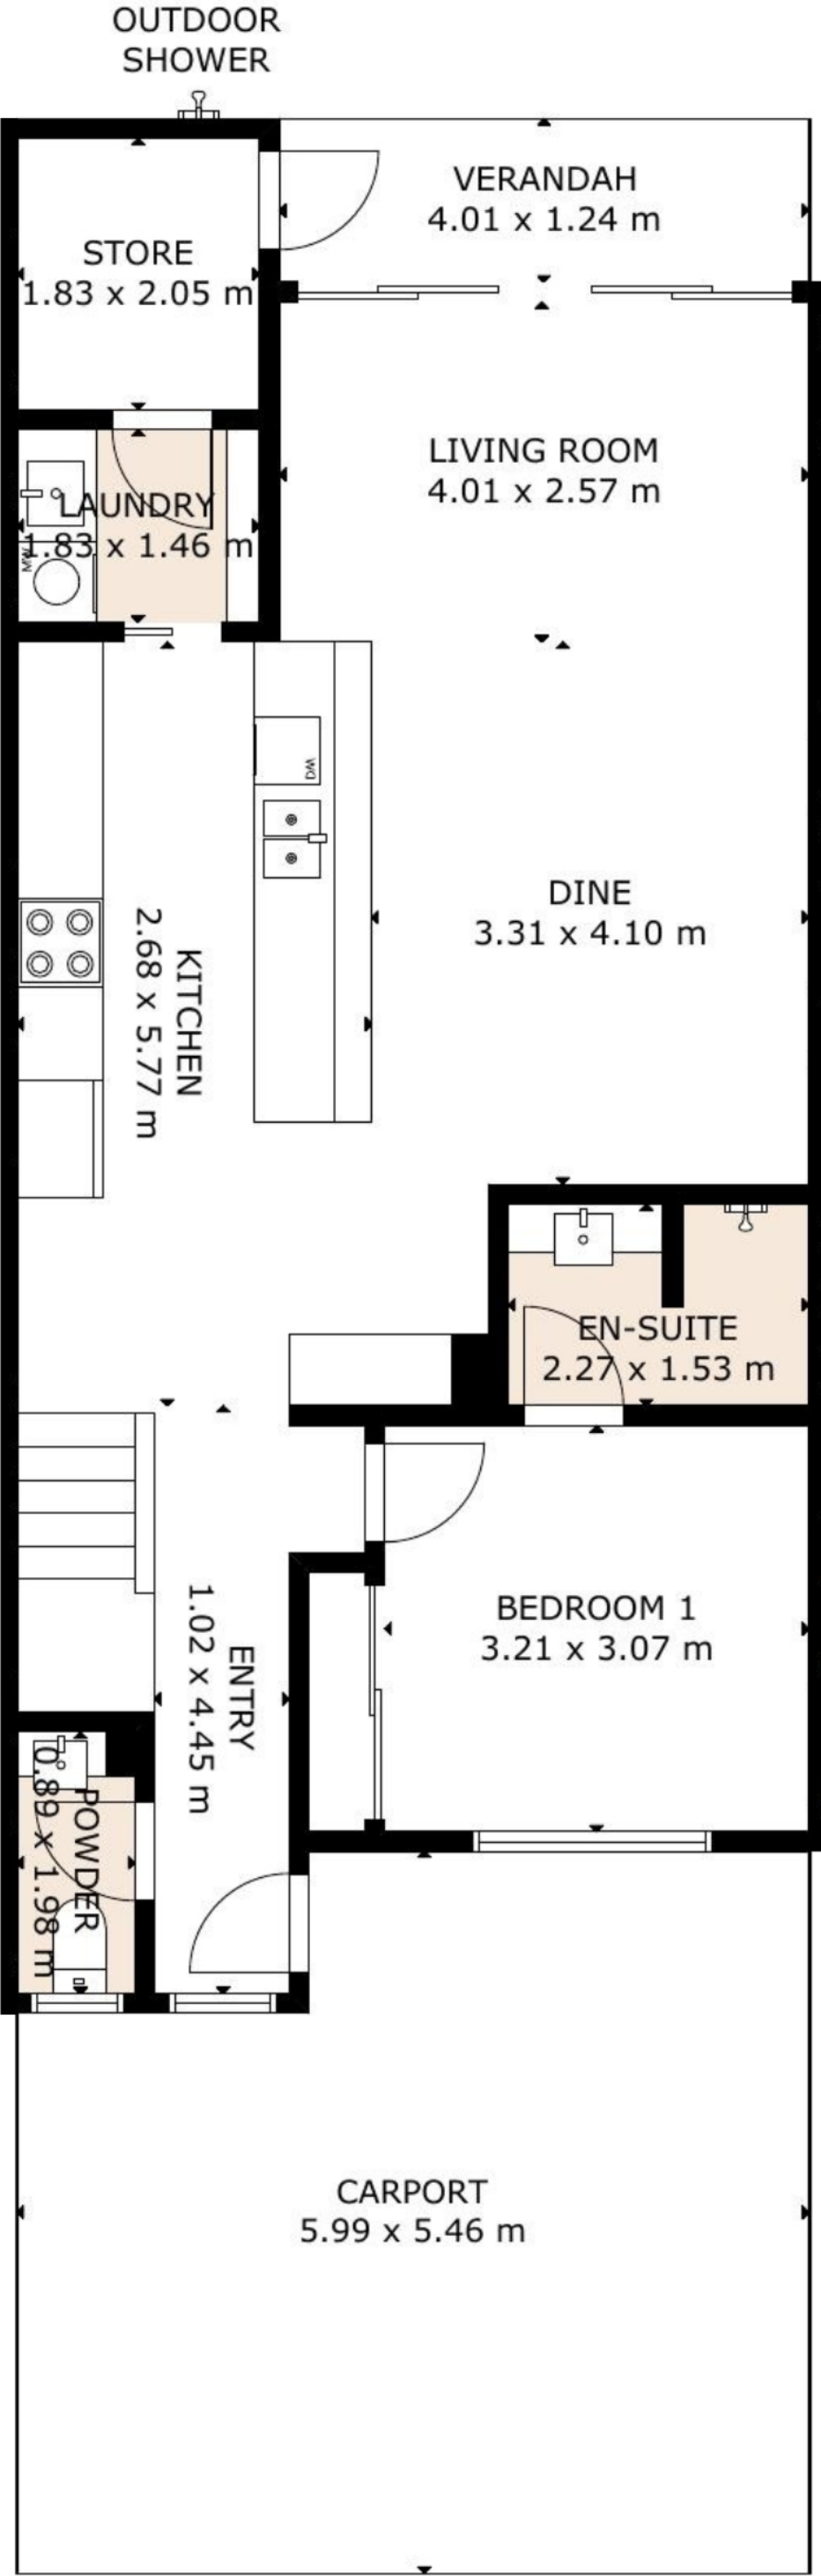 OUTDOOR
SHOWER
VERANDAH
4.01 x 1.24 m
STORE
1.83 x 2.05 m
LIVING ROOM
4.01 x 2.57 m
LAUNDRY
1.83 x 1.46 m
WM
DW
DINE
3.31 x 4.10 m
KITCHEN
2.68 x 5.77 m
EN-SUITE
2.27 x 1.53 m
BEDROOM 1
3.21 x 3.07 m
ENTRY
1.02 x 4.45 m
POWDER
0.89 x 1.98 m
CARPORT
5.99 x 5.46 m